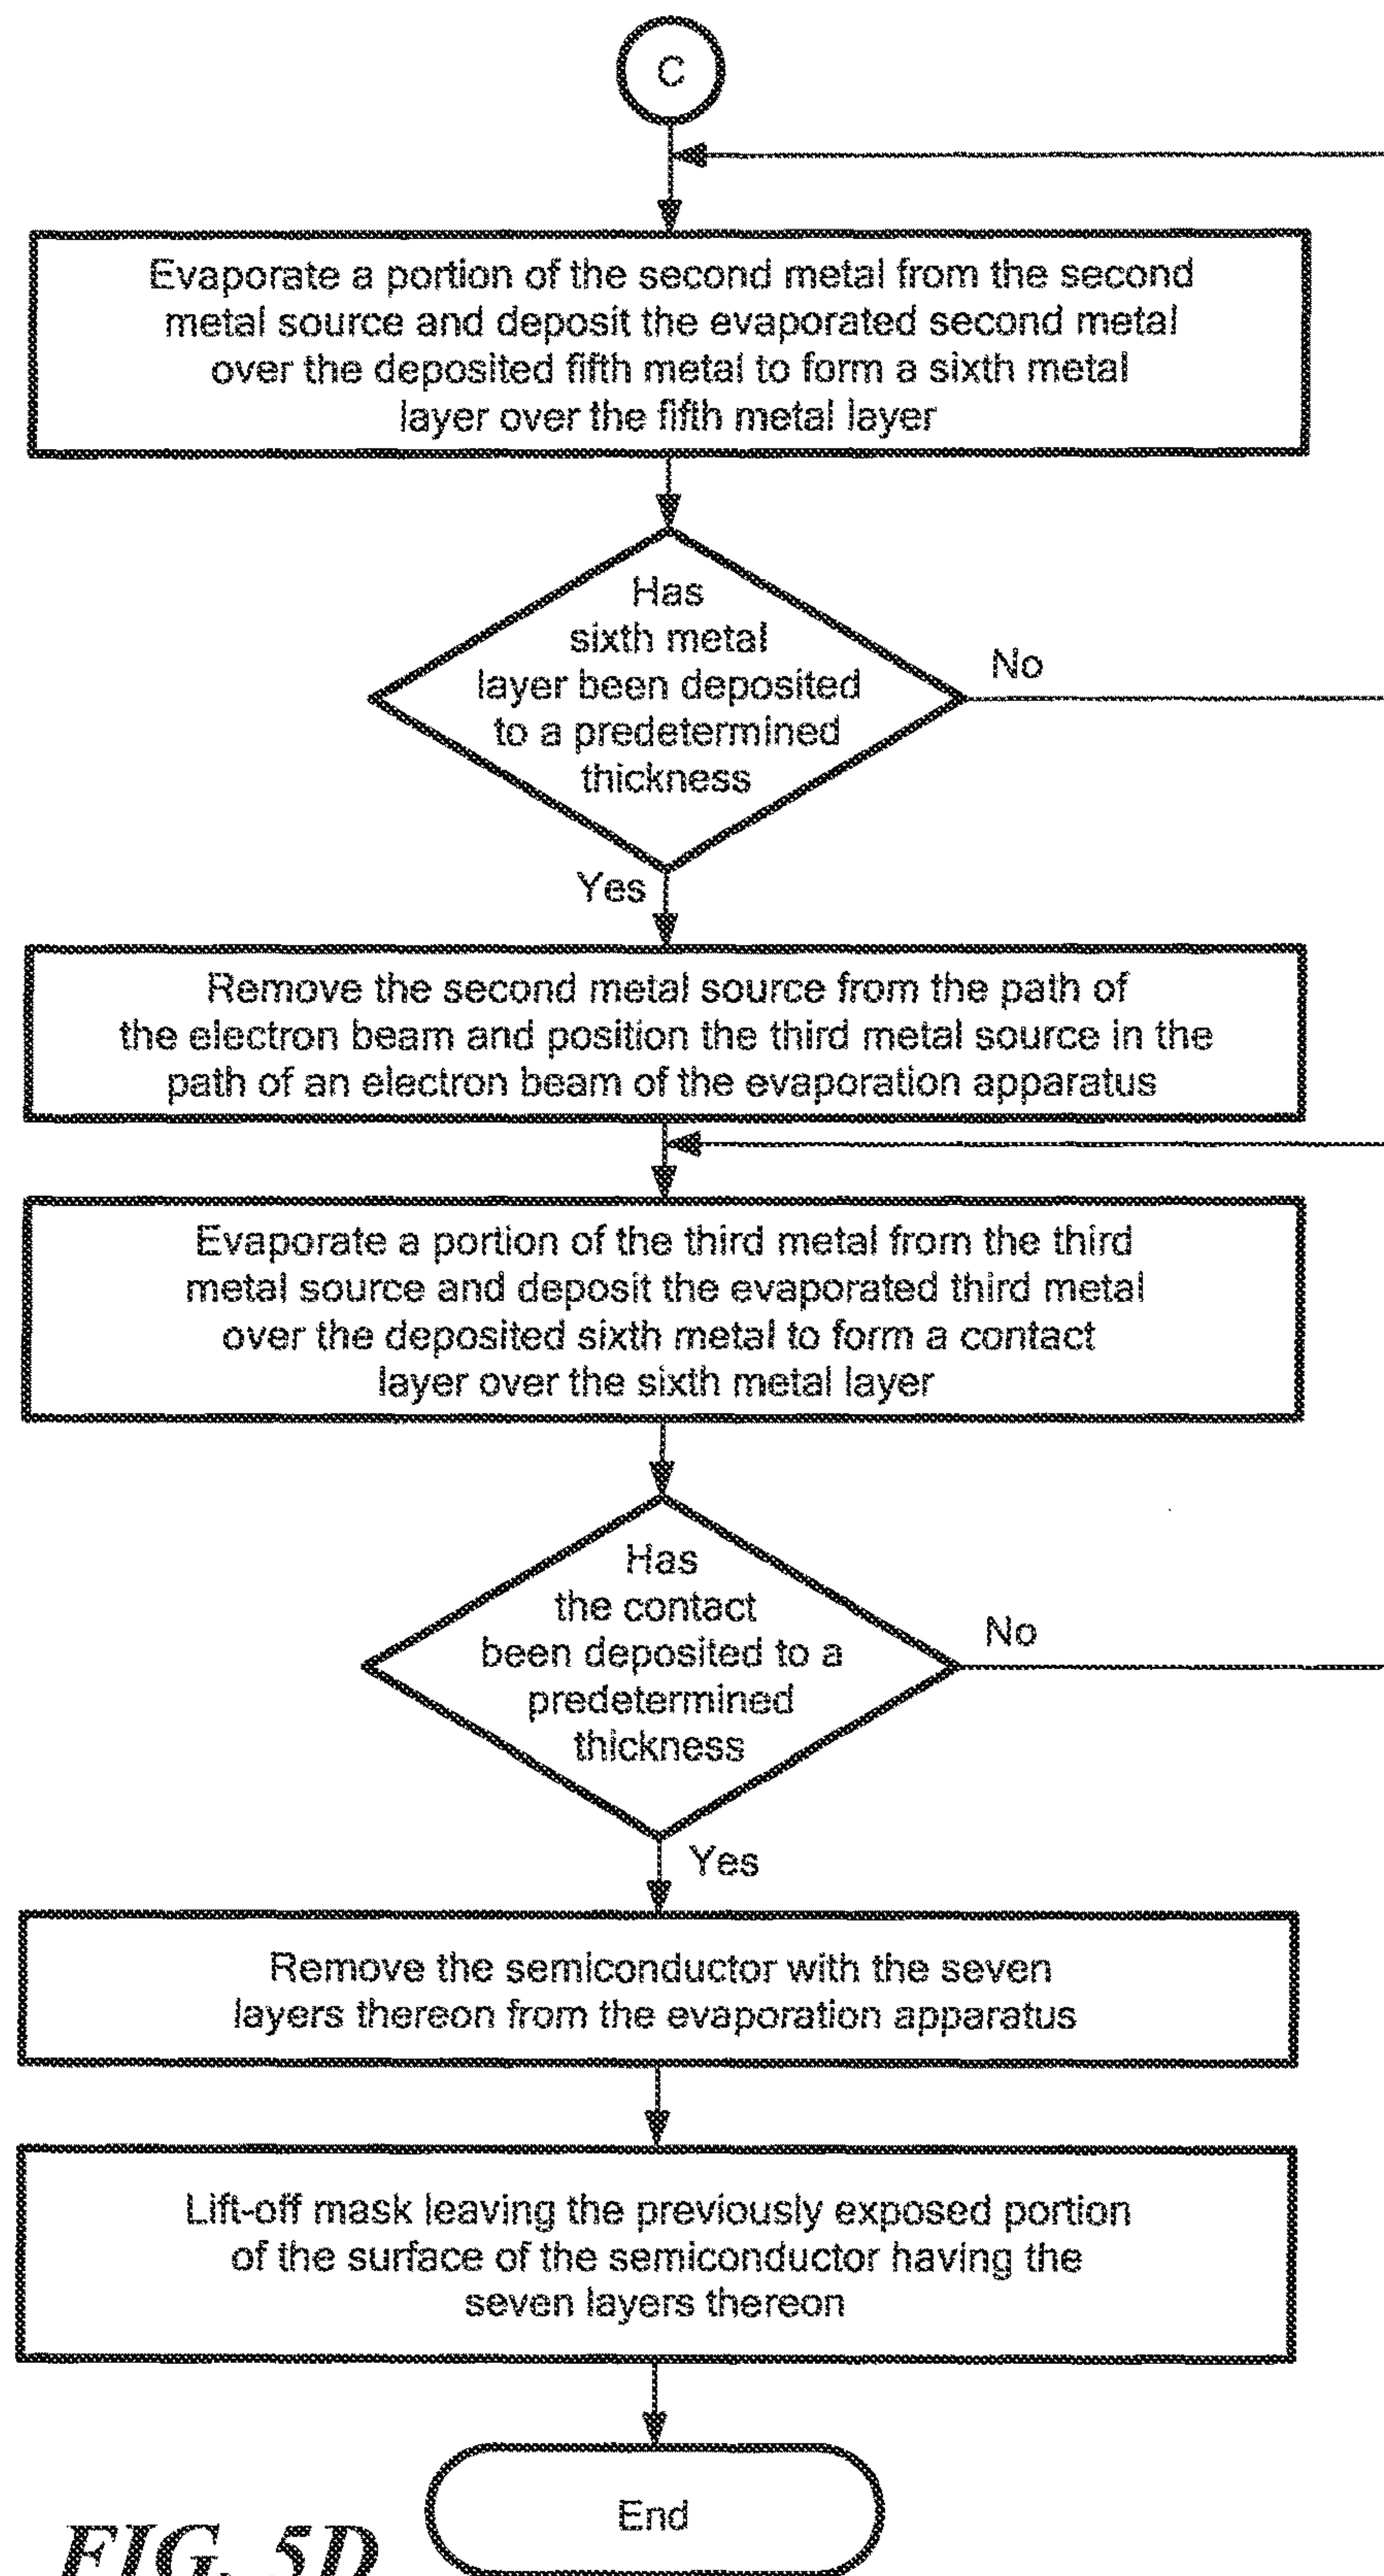 C
Evaporate a portion of the second metal from the second
metal source and deposit the evaporated second metal
over the deposited fifth metal to form a sixth metal
layer over the fifth metal layer
Has
sixth metal
layer been deposited
to a predetermined
thickness
No
Yes
Remove the second metal source from the path of
the electron beam and position the third metal source in the
path of an electron beam of the evaporation apparatus
Evaporate a portion of the third metal from the third
metal source and deposit the evaporated third metal
over the deposited sixth metal to form a contact
layer over the sixth metal layer
Has
the contact
been deposited to a
predetermined
thickness
No
Yes
Remove the semiconductor with the seven
layers thereon from the evaporation apparatus
Lift-off mask leaving the previously exposed portion
of the surface of the semiconductor having the
seven layers thereon
End
FIG. 5D